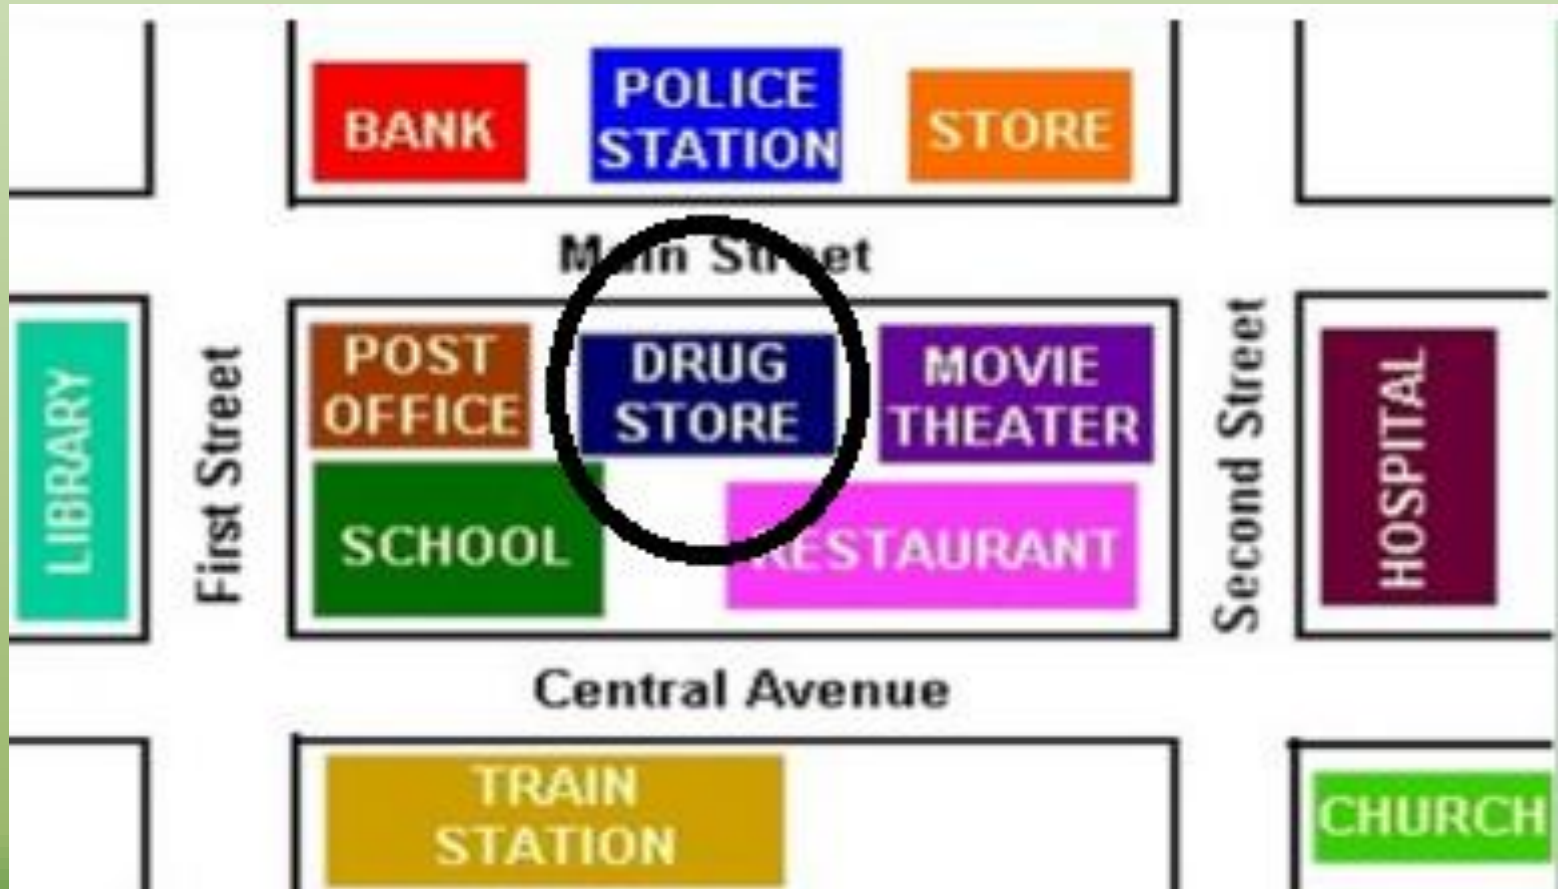 BANK
POLICE
STATION
STORE
Main Street
LIBRARY
First Street
POST
OFFICE
DRUG
STORE
MOVIE
THEATER
SCHOOL
RESTAURANT
Second Street
HOSPITAL
Central Avenue
TRAIN
STATION
CHURCH